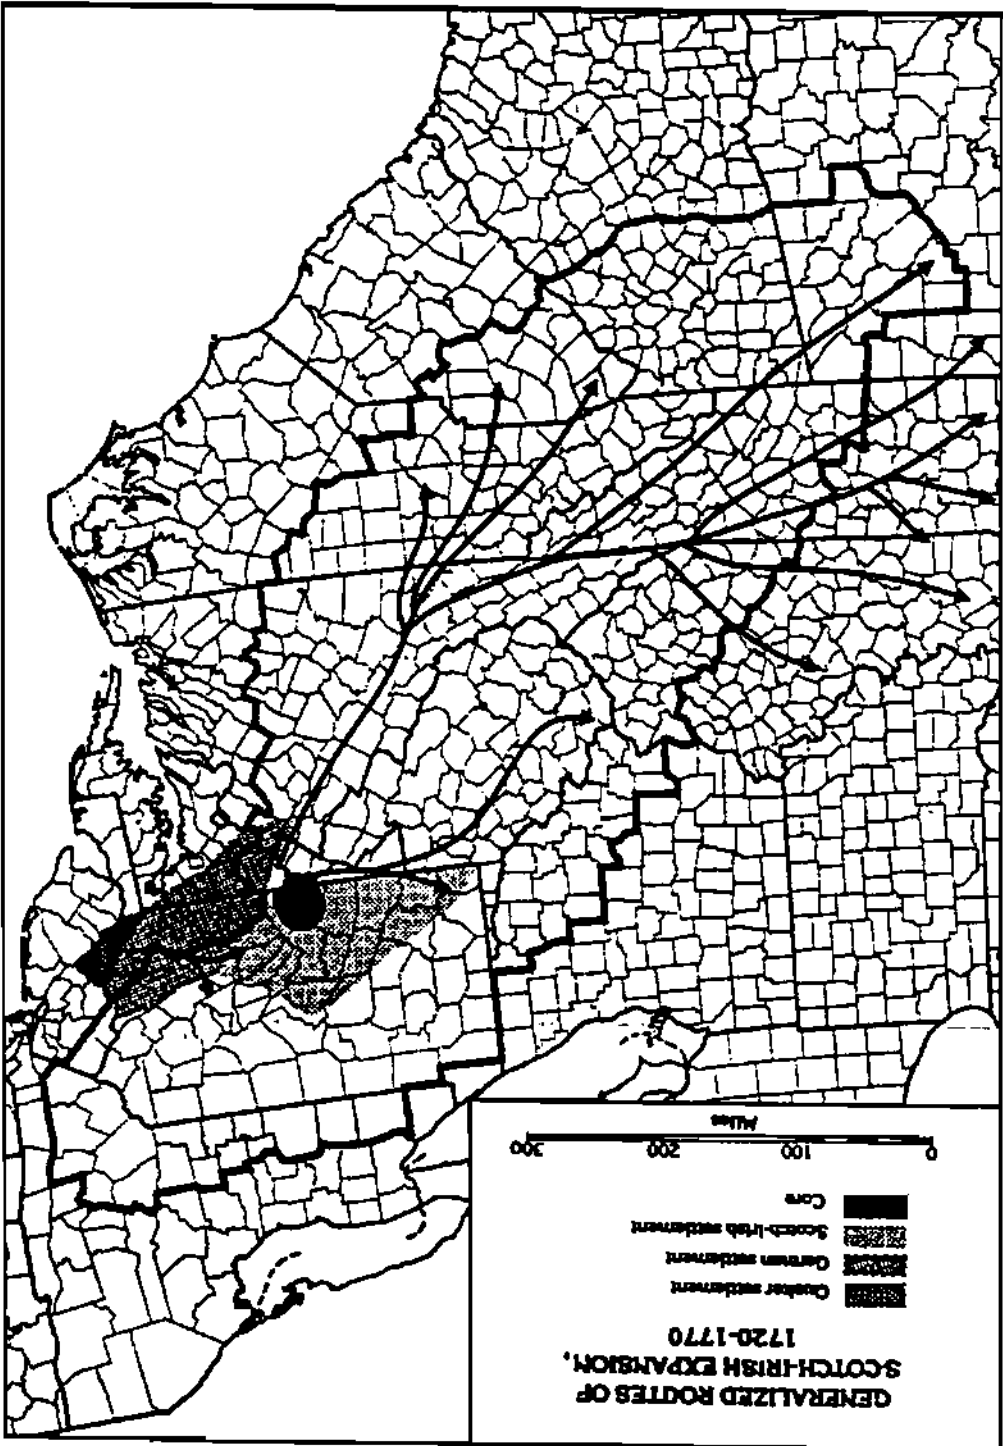 GENERALIZED ROUTES OF
SCOTCH-IRISH EXPANSION,
1720-1770
Quaker settlement
German settlement
Scotch-Irish settlement
Core
0 100 200 300
Miles